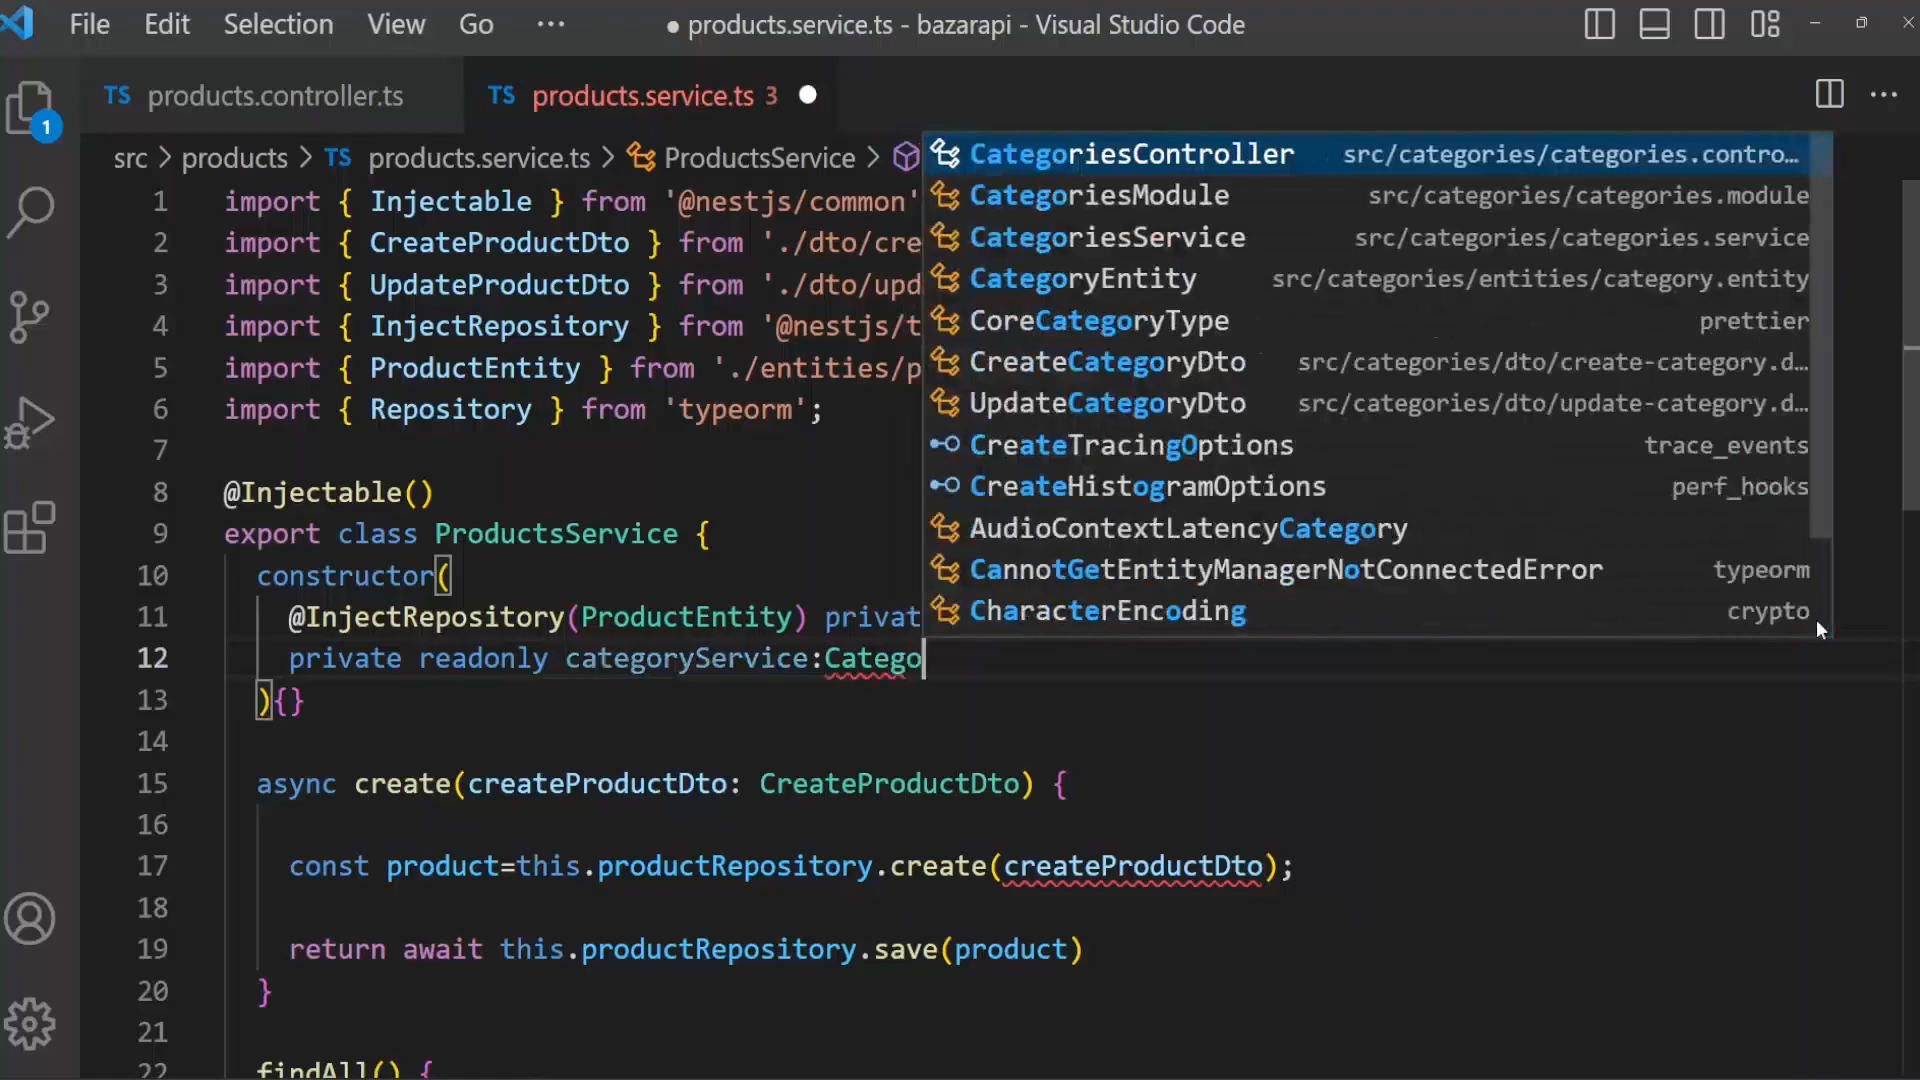 File Edit Selection View Go ··· ● products.service.ts - bazarapi - Visual Studio Code
TS products.controller.ts TS products.service.ts 3 ●
1
src > products > TS products.service.ts > ProductsService >
1 import { Injectable } from '@nestjs/common'
2 import { CreateProductDto } from './dto/cre
3 import { UpdateProductDto } from './dto/upd
4 import { InjectRepository } from '@nestjs/t
5 import { ProductEntity } from './entities/p
6 import { Repository } from 'typeorm';
7
8 @Injectable()
9 export class ProductsService {
10 constructor(
11 @InjectRepository(ProductEntity) privat
12 private readonly categoryService:Catego
13 ){}
14
15 async create(createProductDto: CreateProductDto) {
16
17 const product=this.productRepository.create(createProductDto);
18
19 return await this.productRepository.save(product)
20 }
21
22 findAll() {
CategoriesController src/categories/categories.contro…
CategoriesModule src/categories/categories.module
CategoriesService src/categories/categories.service
CategoryEntity src/categories/entities/category.entity
CoreCategoryType prettier
CreateCategoryDto src/categories/dto/create-category.d…
UpdateCategoryDto src/categories/dto/update-category.d…
CreateTracingOptions trace_events
CreateHistogramOptions perf_hooks
AudioContextLatencyCategory
CannotGetEntityManagerNotConnectedError typeorm
CharacterEncoding crypto